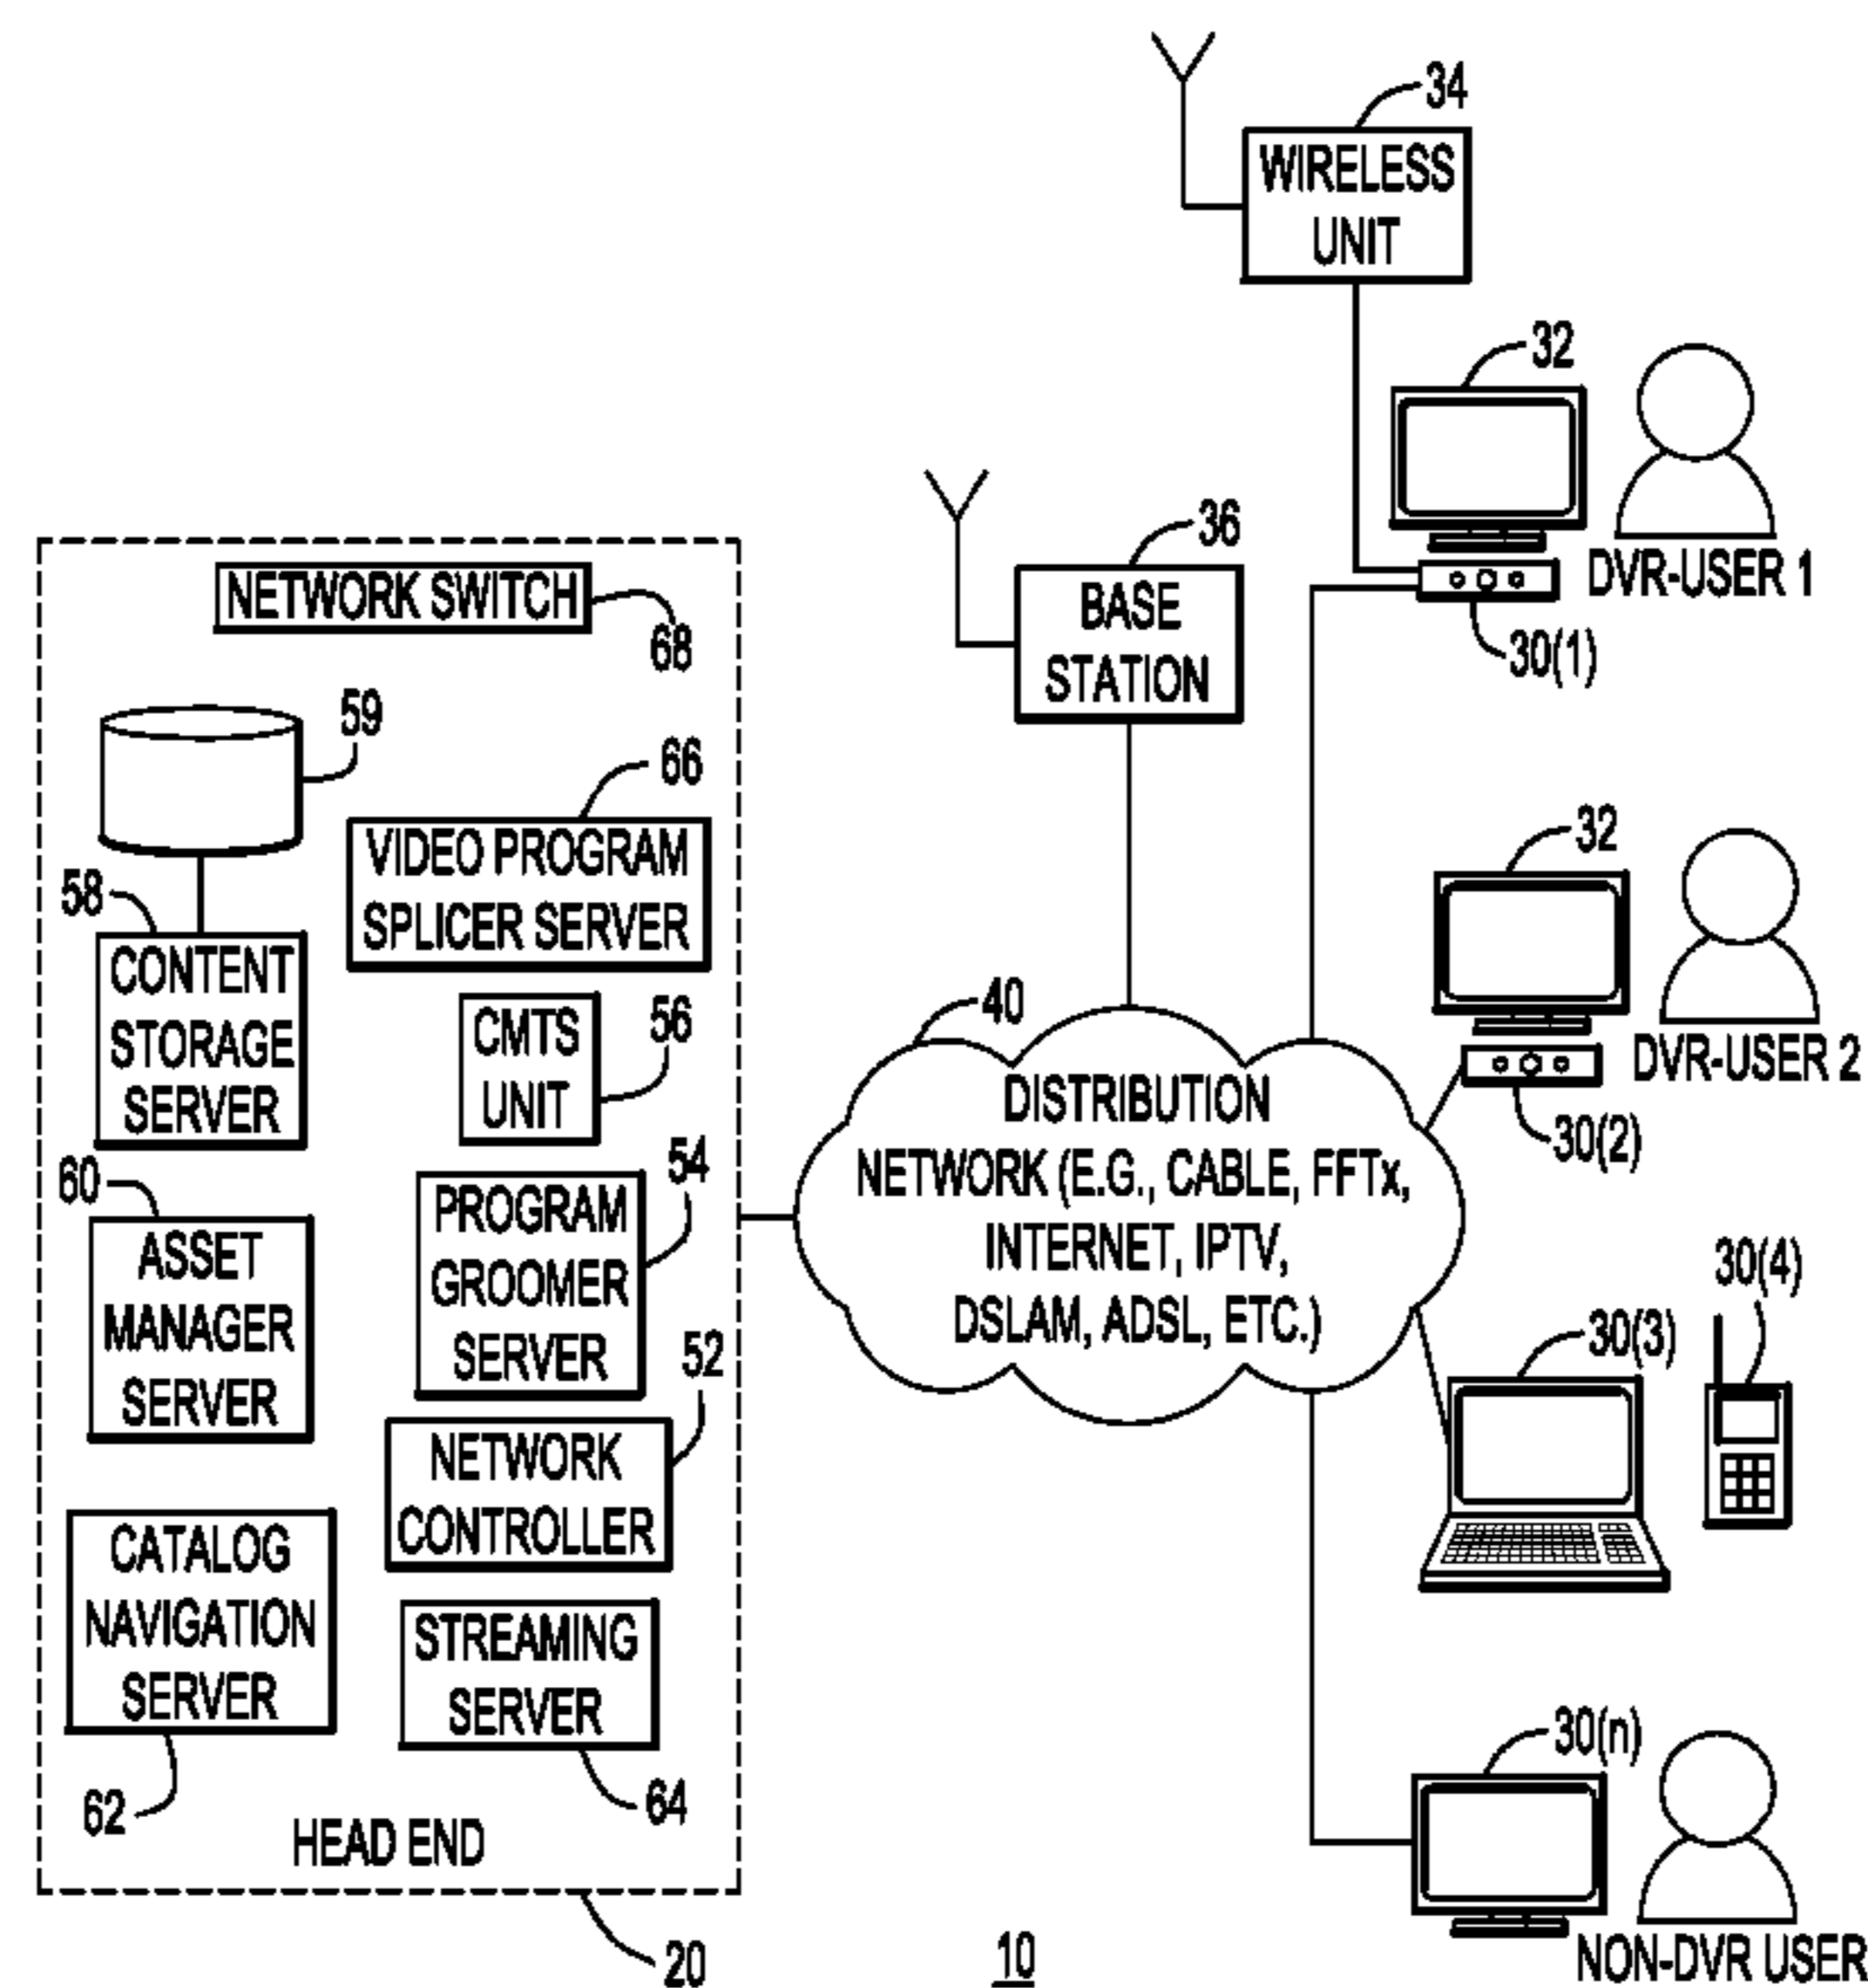 34
WIRELESS
UNIT
32
DVR-USER 1
30(1)
36
BASE
STATION
NETWORK SWITCH
68
59
66
VIDEO PROGRAM
SPLICER SERVER
58
CONTENT
STORAGE
SERVER
CMTS
UNIT
56
60
ASSET
MANAGER
SERVER
54
PROGRAM
GROOMER
SERVER
52
NETWORK
CONTROLLER
CATALOG
NAVIGATION
SERVER
62
STREAMING
SERVER
64
HEAD END
20
40
DISTRIBUTION
NETWORK (E.G., CABLE, FFTx,
INTERNET, IPTV,
DSLAM, ADSL, ETC.)
32
DVR-USER 2
30(2)
30(3)
30(4)
30(n)
NON-DVR USER
10